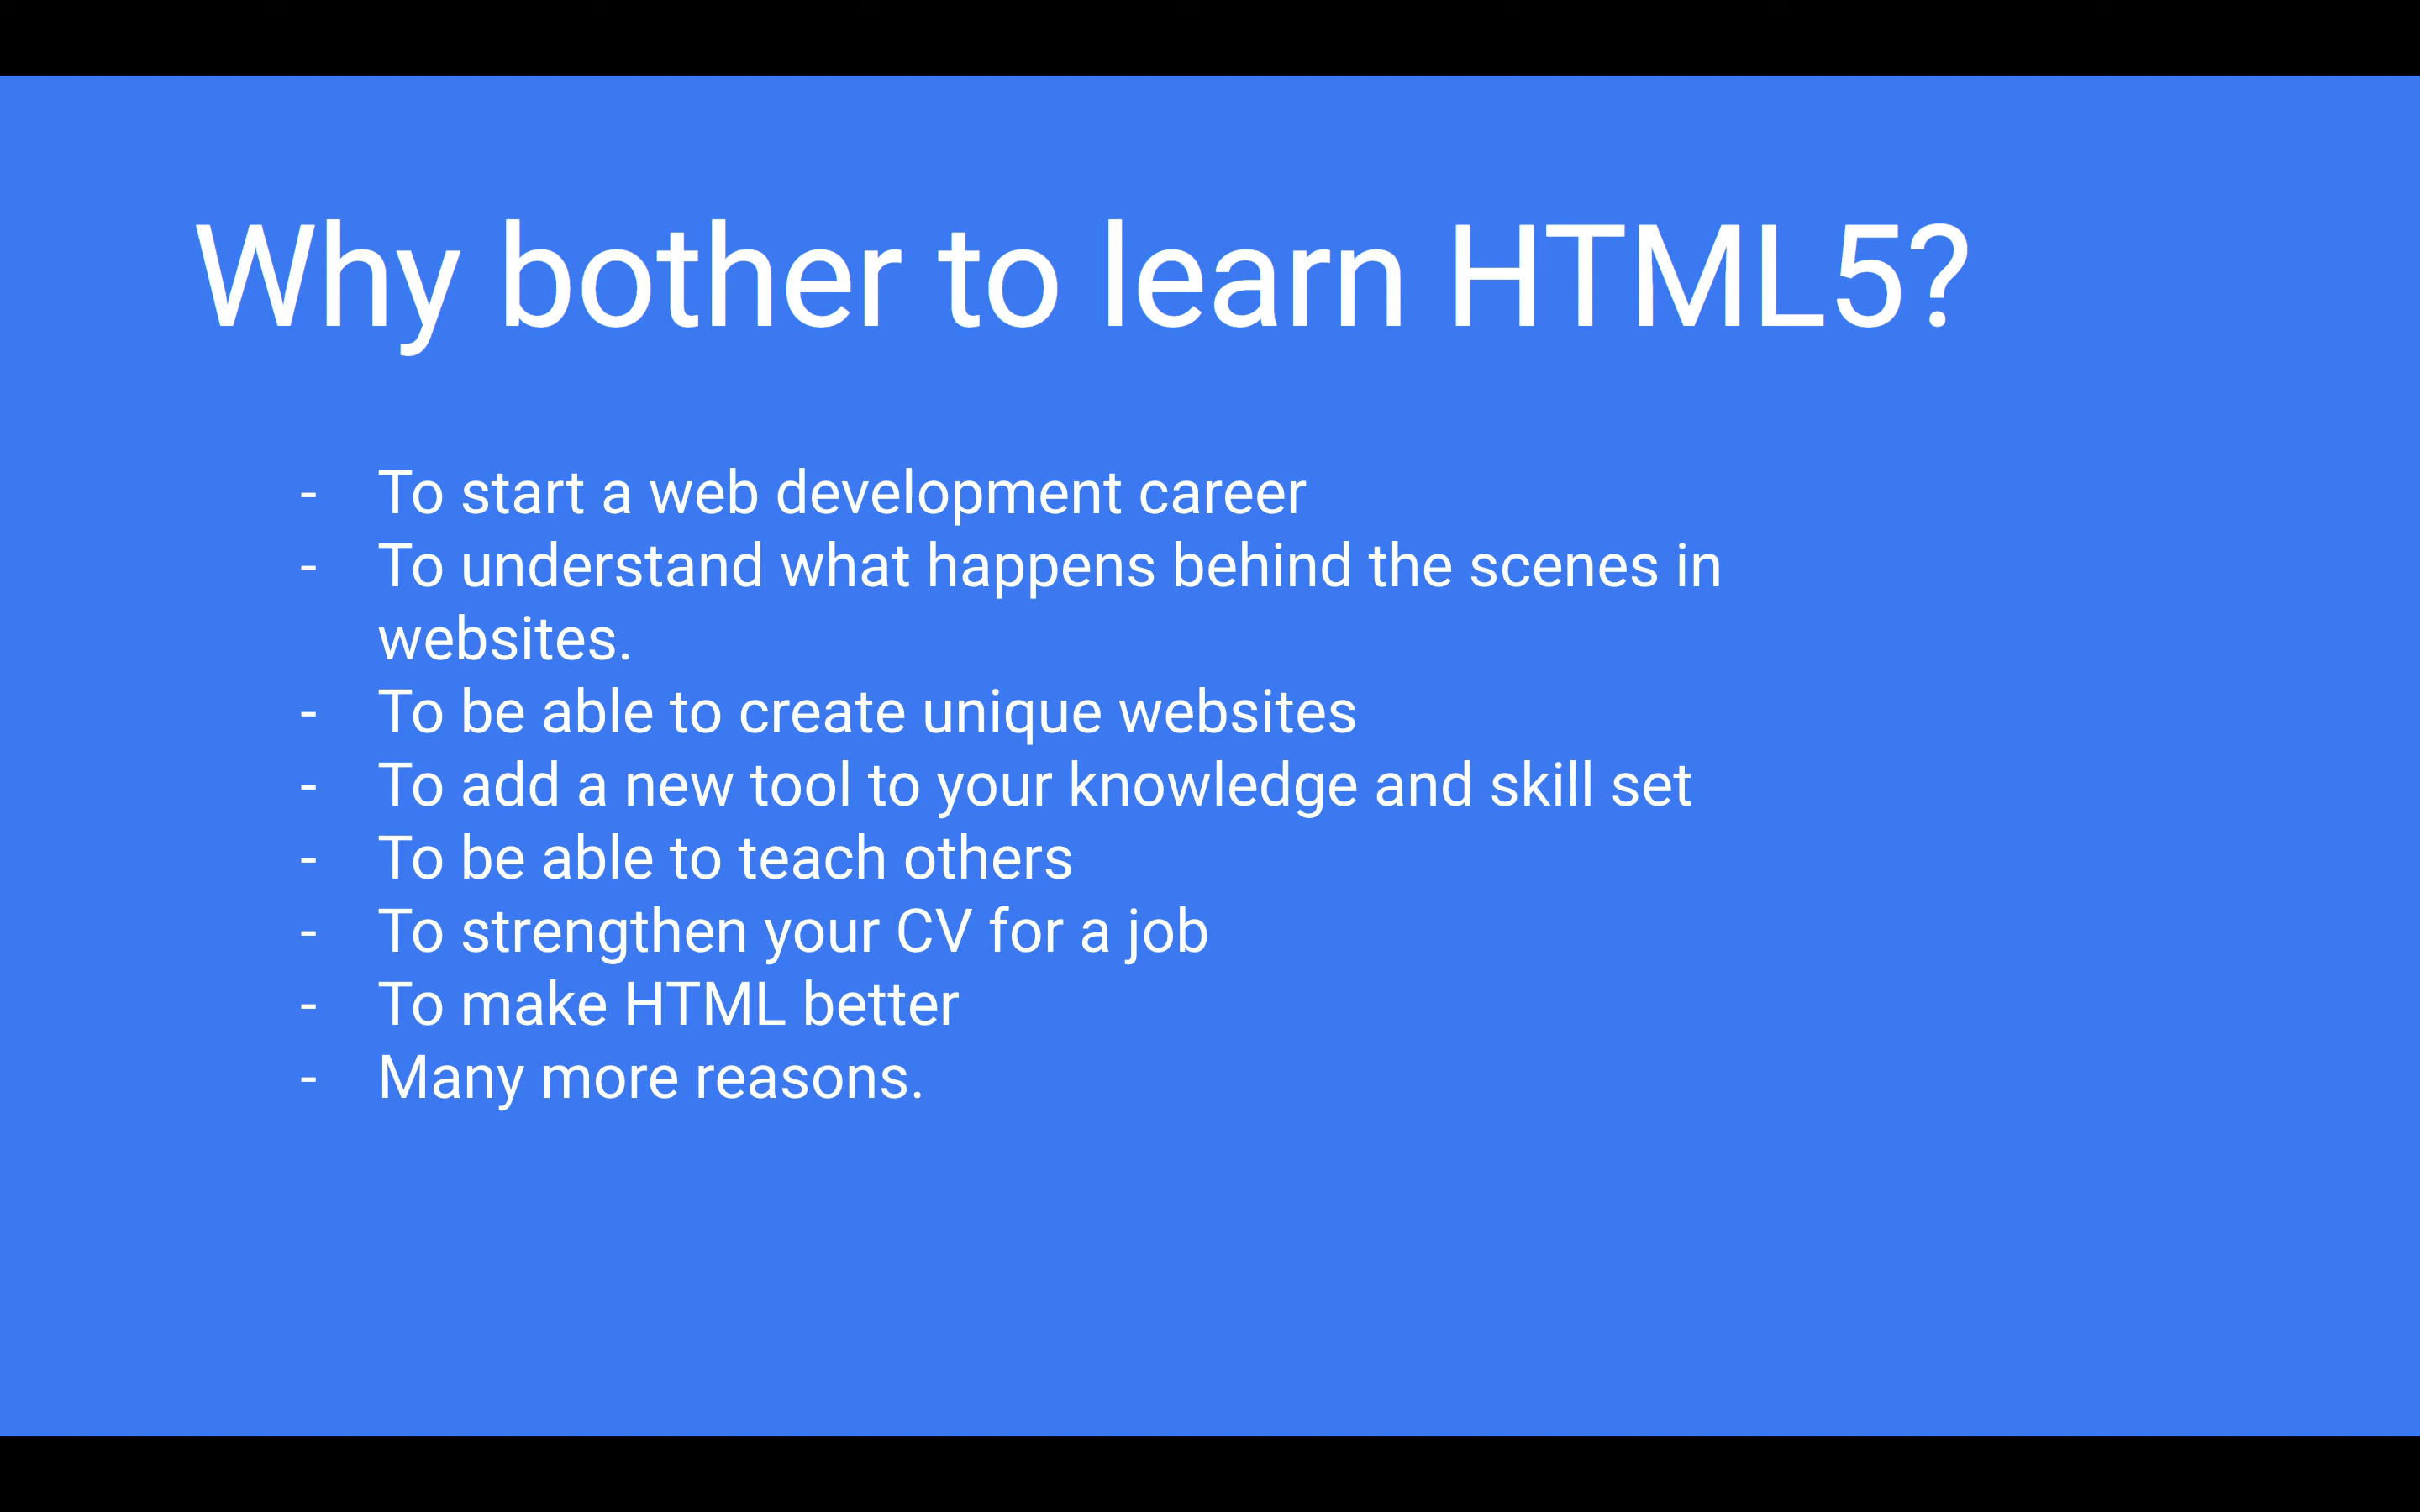 Why bother to learn HTML5?
- To start a web development career
- To understand what happens behind the scenes in
websites.
- To be able to create unique websites
- To add a new tool to your knowledge and skill set
- To be able to teach others
- To strengthen your CV for a job
- To make HTML better
- Many more reasons.